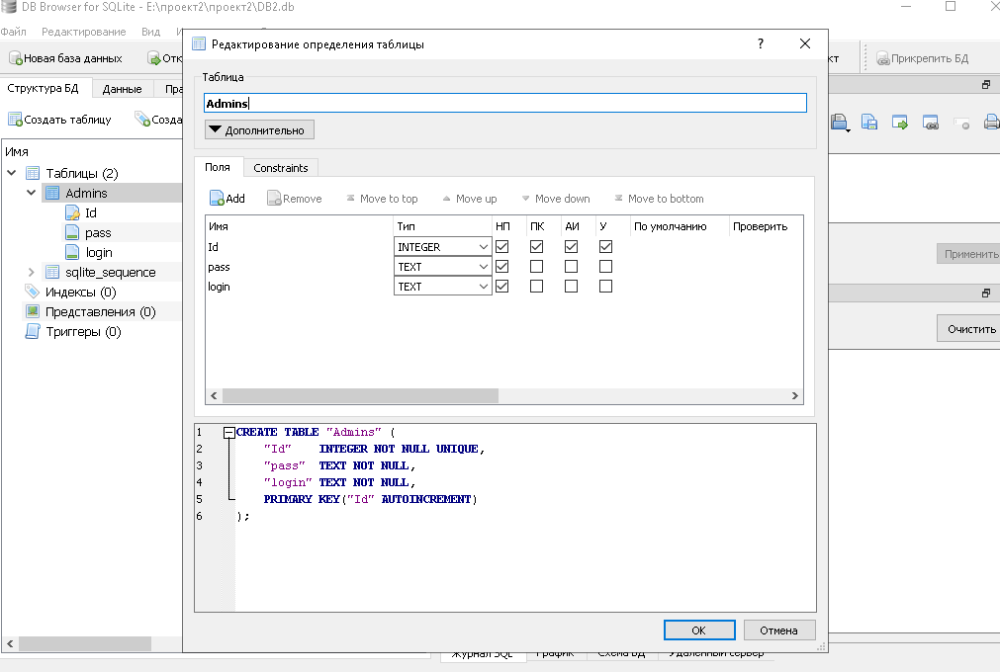 DB Browser for SQLite - E:\проект2\проект2\DB2.db
Файл Редактирование Вид
Новая база данных Отк
кт Прикрепить БД
Структура БД Данные Пра
Создать таблицу Созда
Имя
Таблицы (2)
Admins
Id
pass
login
sqlite_sequence
Индексы (0)
Представления (0)
Триггеры (0)
Редактирование определения таблицы ?
Таблица
Admins
Дополнительно
Поля Constraints
Add Remove Move to top Move up Move down Move to bottom
Имя Тип НП ПК АИ У По умолчанию Проверить
Id INTEGER
pass TEXT
login TEXT
1 CREATE TABLE "Admins" (
2 "Id" INTEGER NOT NULL UNIQUE,
3 "pass" TEXT NOT NULL,
4 "login" TEXT NOT NULL,
5 PRIMARY KEY("Id" AUTOINCREMENT)
6 );
OK Отмена
Применить
Очистить
Журнал SQL График Схема БД Удаленный сервер